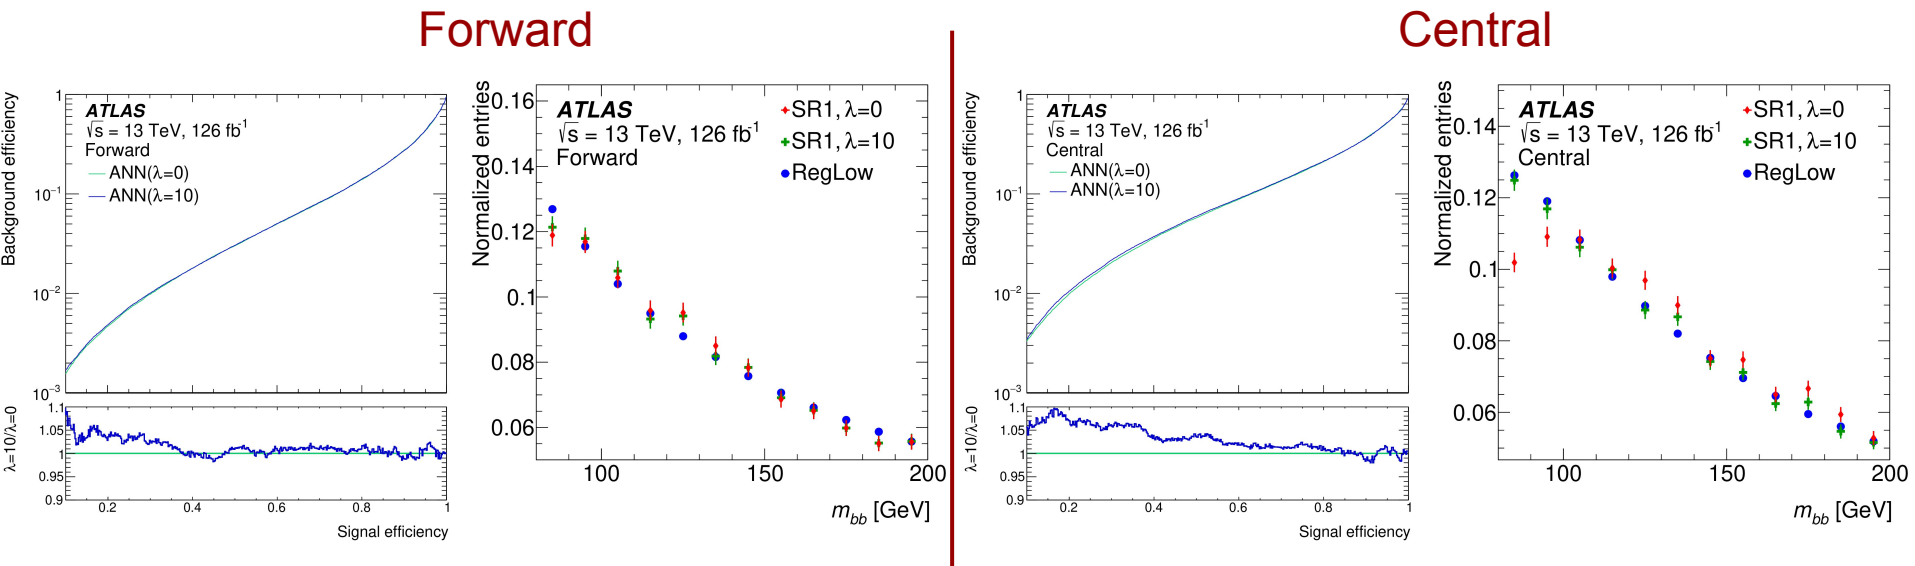 Forward
Central
Background efficiency
1
10⁻¹
10⁻²
10⁻³
ATLAS
√s = 13 TeV, 126 fb⁻¹
Forward
ANN(λ=0)
ANN(λ=10)
λ=10/λ=0
1.1
1.05
1
0.95
0.9
0.2 0.4 0.6 0.8 1
Signal efficiency
Normalized entries
0.16
0.14
0.12
0.1
0.08
0.06
ATLAS
√s = 13 TeV, 126 fb⁻¹
Forward
SR1, λ=0
SR1, λ=10
RegLow
100 150 200
m_bb [GeV]
Background efficiency
1
10⁻¹
10⁻²
10⁻³
ATLAS
√s = 13 TeV, 126 fb⁻¹
Central
ANN(λ=0)
ANN(λ=10)
λ=10/λ=0
1.1
1.05
1
0.95
0.9
0.2 0.4 0.6 0.8 1
Signal efficiency
Normalized entries
0.14
0.12
0.1
0.08
0.06
ATLAS
√s = 13 TeV, 126 fb⁻¹
Central
SR1, λ=0
SR1, λ=10
RegLow
100 150 200
m_bb [GeV]